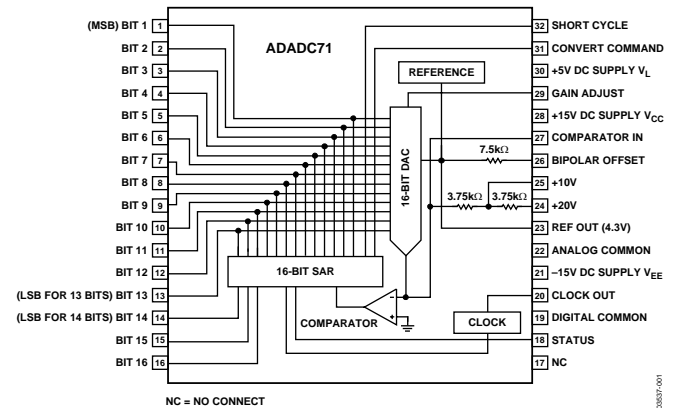 (MSB) BIT 1 1
BIT 2 2
BIT 3 3
BIT 4 4
BIT 5 5
BIT 6 6
BIT 7 7
BIT 8 8
BIT 9 9
BIT 10 10
BIT 11 11
BIT 12 12
(LSB FOR 13 BITS) BIT 13 13
(LSB FOR 14 BITS) BIT 14 14
BIT 15 15
BIT 16 16
ADADC71
REFERENCE
16-BIT DAC
7.5kΩ
3.75kΩ 3.75kΩ
16-BIT SAR
COMPARATOR
-
+
CLOCK
32 SHORT CYCLE
31 CONVERT COMMAND
30 +5V DC SUPPLY VL
29 GAIN ADJUST
28 +15V DC SUPPLY VCC
27 COMPARATOR IN
26 BIPOLAR OFFSET
25 +10V
24 +20V
23 REF OUT (4.3V)
22 ANALOG COMMON
21 –15V DC SUPPLY VEE
20 CLOCK OUT
19 DIGITAL COMMON
18 STATUS
17 NC
NC = NO CONNECT
03537-001